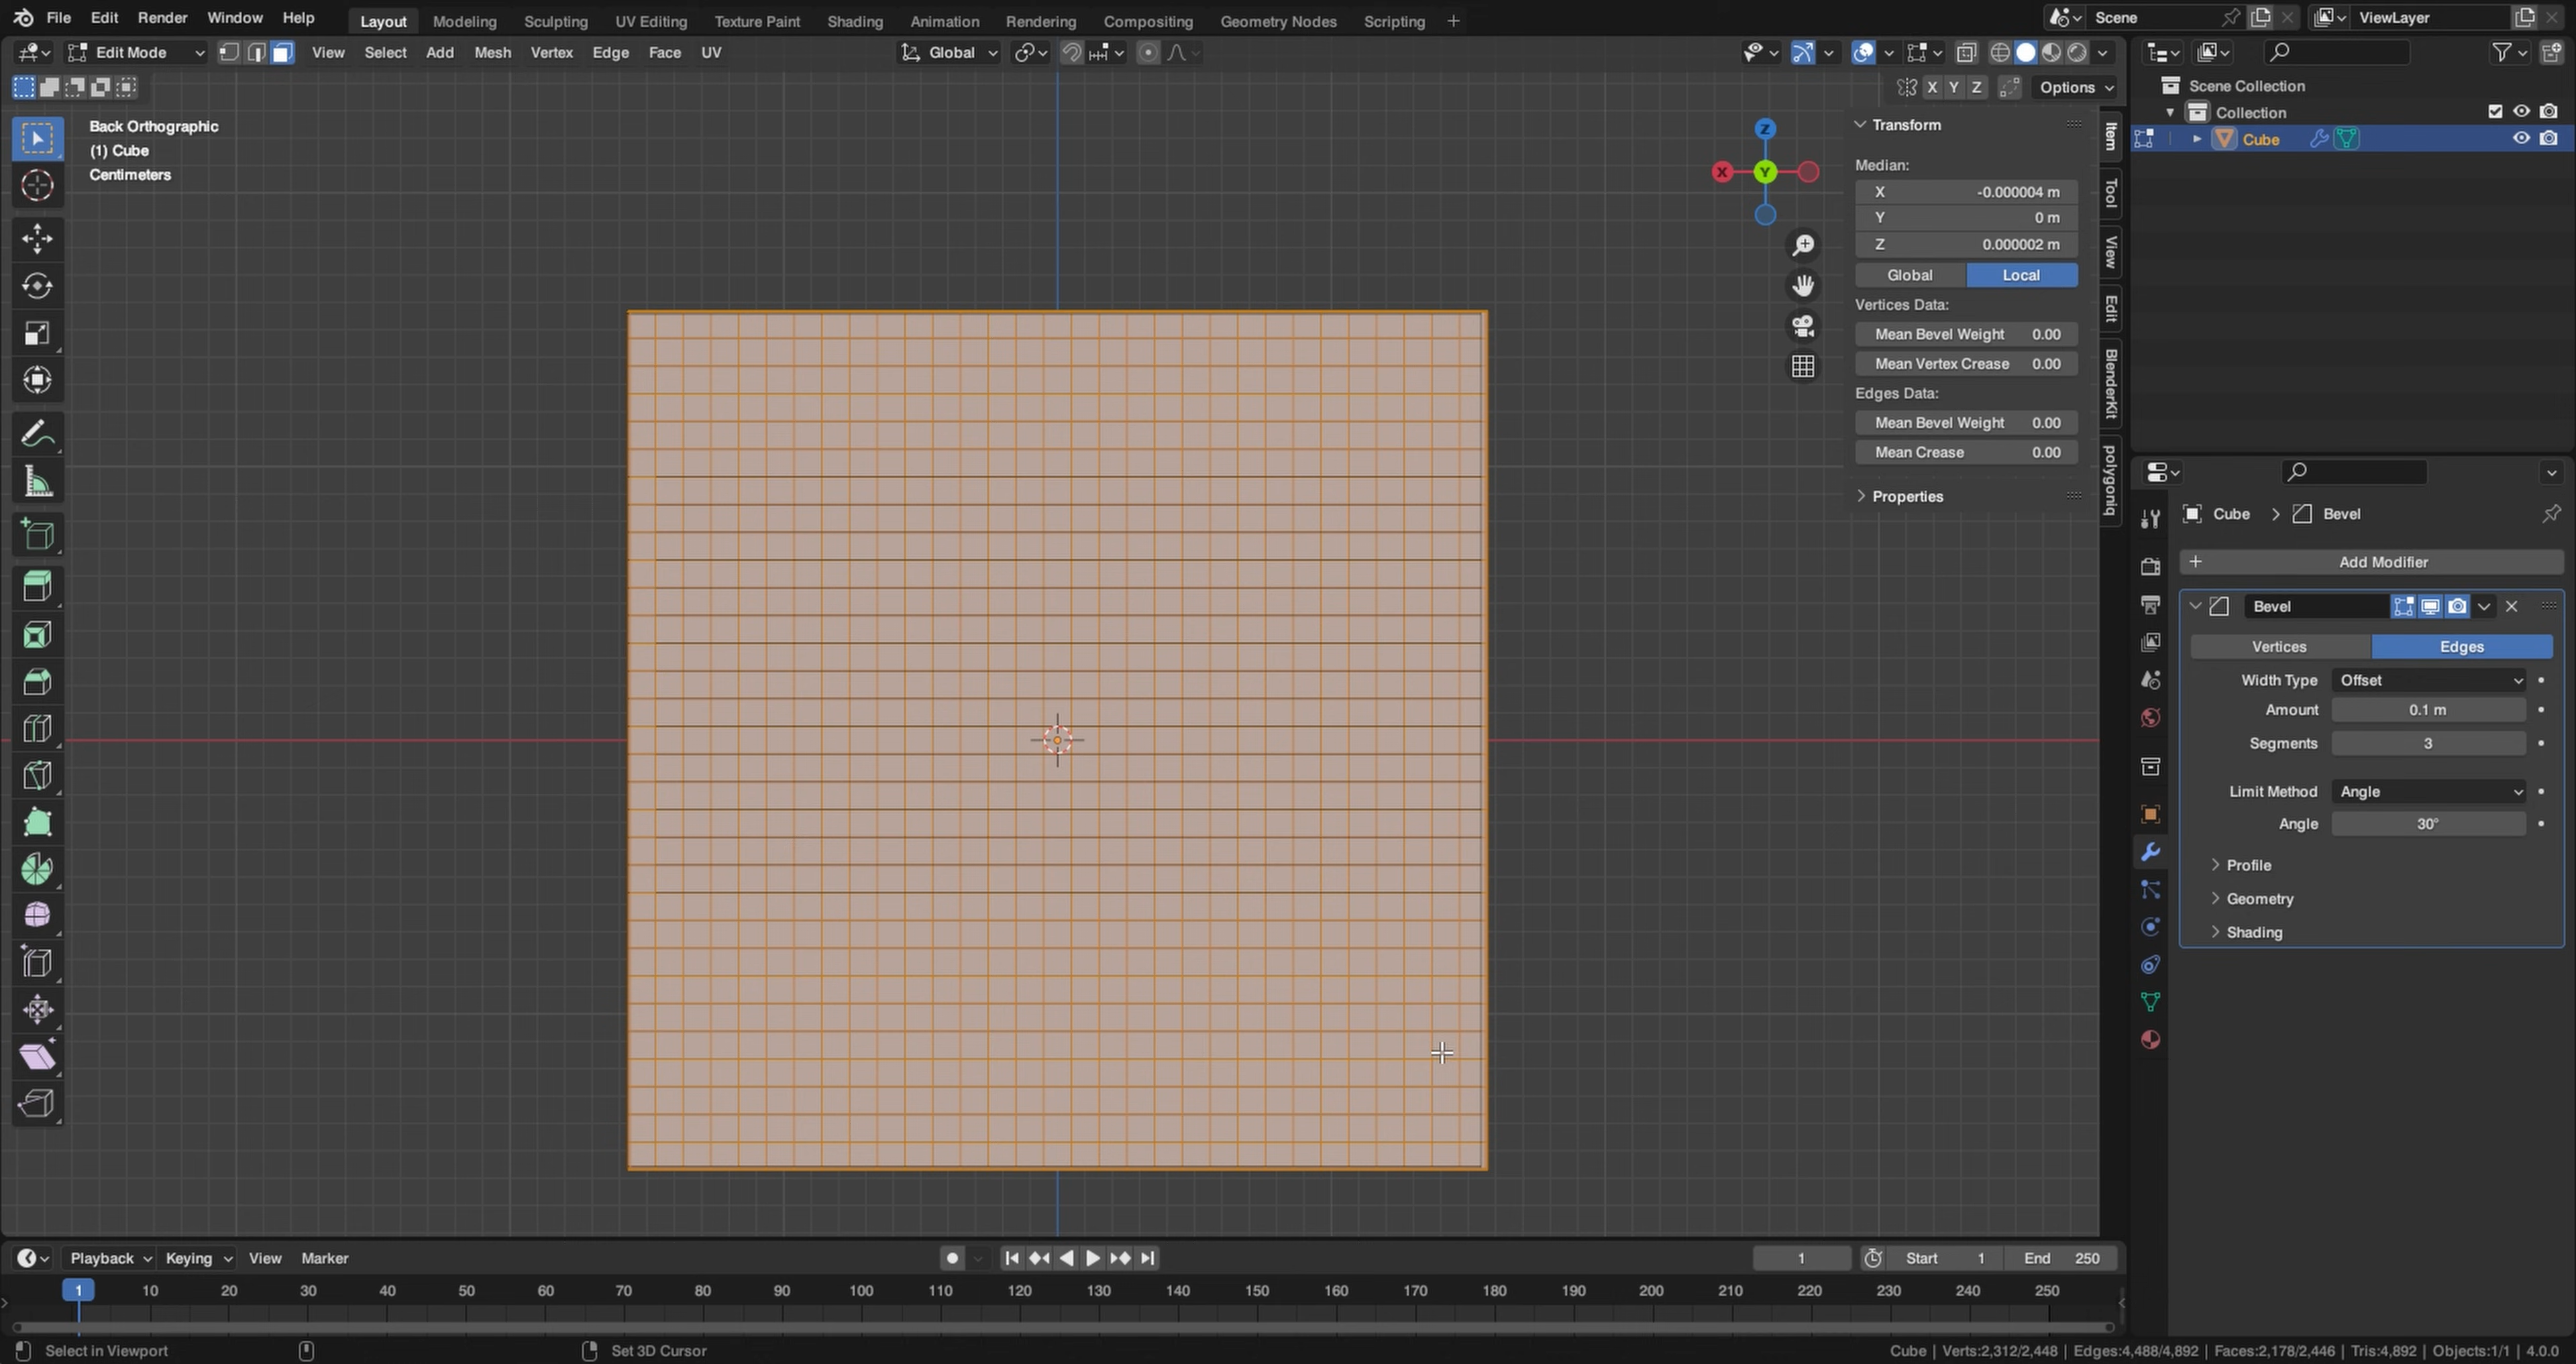 File Edit Render Window Help Layout Modeling Sculpting UV Editing Texture Paint Shading Animation Rendering Compositing Geometry Nodes Scripting + Scene ViewLayer
Edit Mode View Select Add Mesh Vertex Edge Face UV Global
X Y Z Options
Back Orthographic
(1) Cube
Centimeters
Z
X Y
Transform
Median:
X -0.000004 m
Y 0 m
Z 0.000002 m
Global Local
Vertices Data:
Mean Bevel Weight 0.00
Mean Vertex Crease 0.00
Edges Data:
Mean Bevel Weight 0.00
Mean Crease 0.00
Properties
Item
Tool
View
Edit
BlenderKit
polygoniq
Scene Collection
Collection
Cube
Cube > Bevel
+ Add Modifier
Bevel
Vertices Edges
Width Type Offset
Amount 0.1 m
Segments 3
Limit Method Angle
Angle 30°
Profile
Geometry
Shading
Playback Keying View Marker 1 Start 1 End 250
1 10 20 30 40 50 60 70 80 90 100 110 120 130 140 150 160 170 180 190 200 210 220 230 240 250
Select in Viewport Set 3D Cursor Cube | Verts:2,312/2,448 | Edges:4,488/4,892 | Faces:2,178/2,446 | Tris:4,892 | Objects:1/1 | 4.0.0